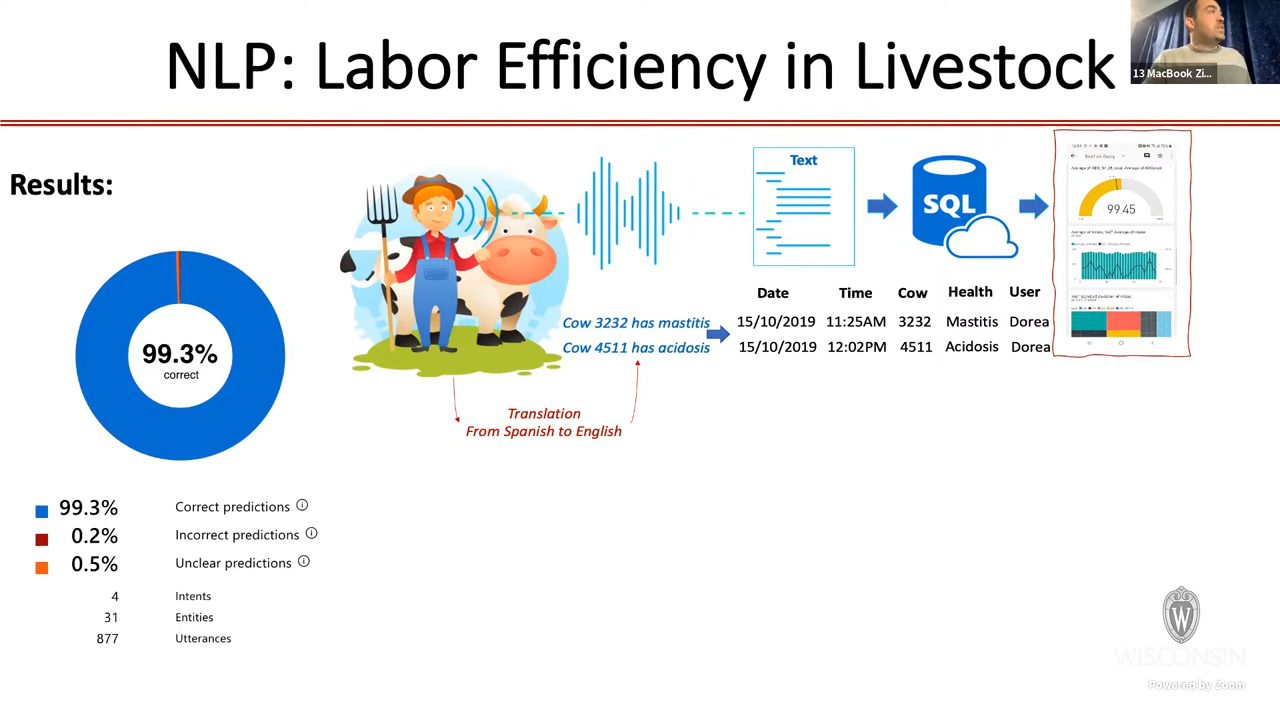 NLP: Labor Efficiency in Livestock
13 MacBook Zi...
Results:
99.3%
correct
99.3% Correct predictions
0.2% Incorrect predictions
0.5% Unclear predictions
4 Intents
31 Entities
877 Utterances
Cow 3232 has mastitis
Cow 4511 has acidosis
Translation
From Spanish to English
Text
SQL
Date Time Cow Health User
15/10/2019 11:25AM 3232 Mastitis Dorea
15/10/2019 12:02PM 4511 Acidosis Dorea
99.45
W
WISCONSIN
Powered by Zoom